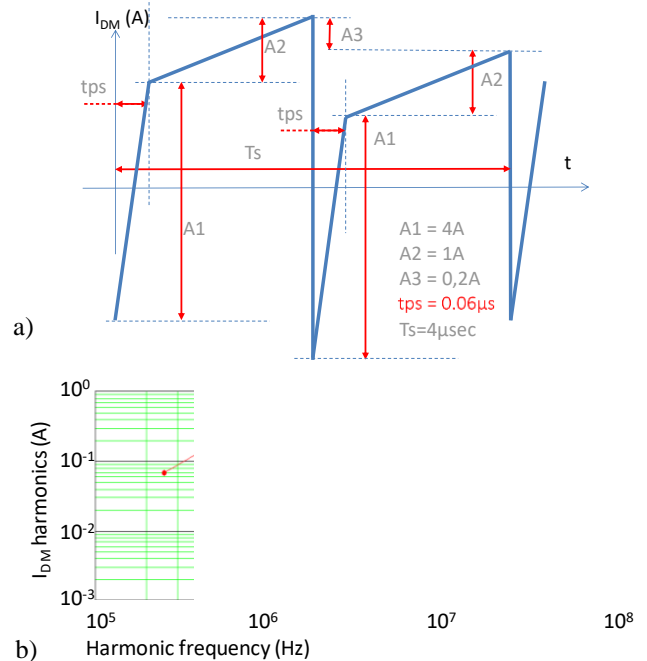 I_DM (A)
A2
A3
A2
tps
tps
A1
Ts
t
A1
A1 = 4A
A2 = 1A
A3 = 0,2A
tps = 0.06µs
Ts=4µsec
a)
10^0
10^-1
10^-2
10^-3
I_DM harmonics (A)
10^5
10^6
10^7
10^8
b)
Harmonic frequency (Hz)